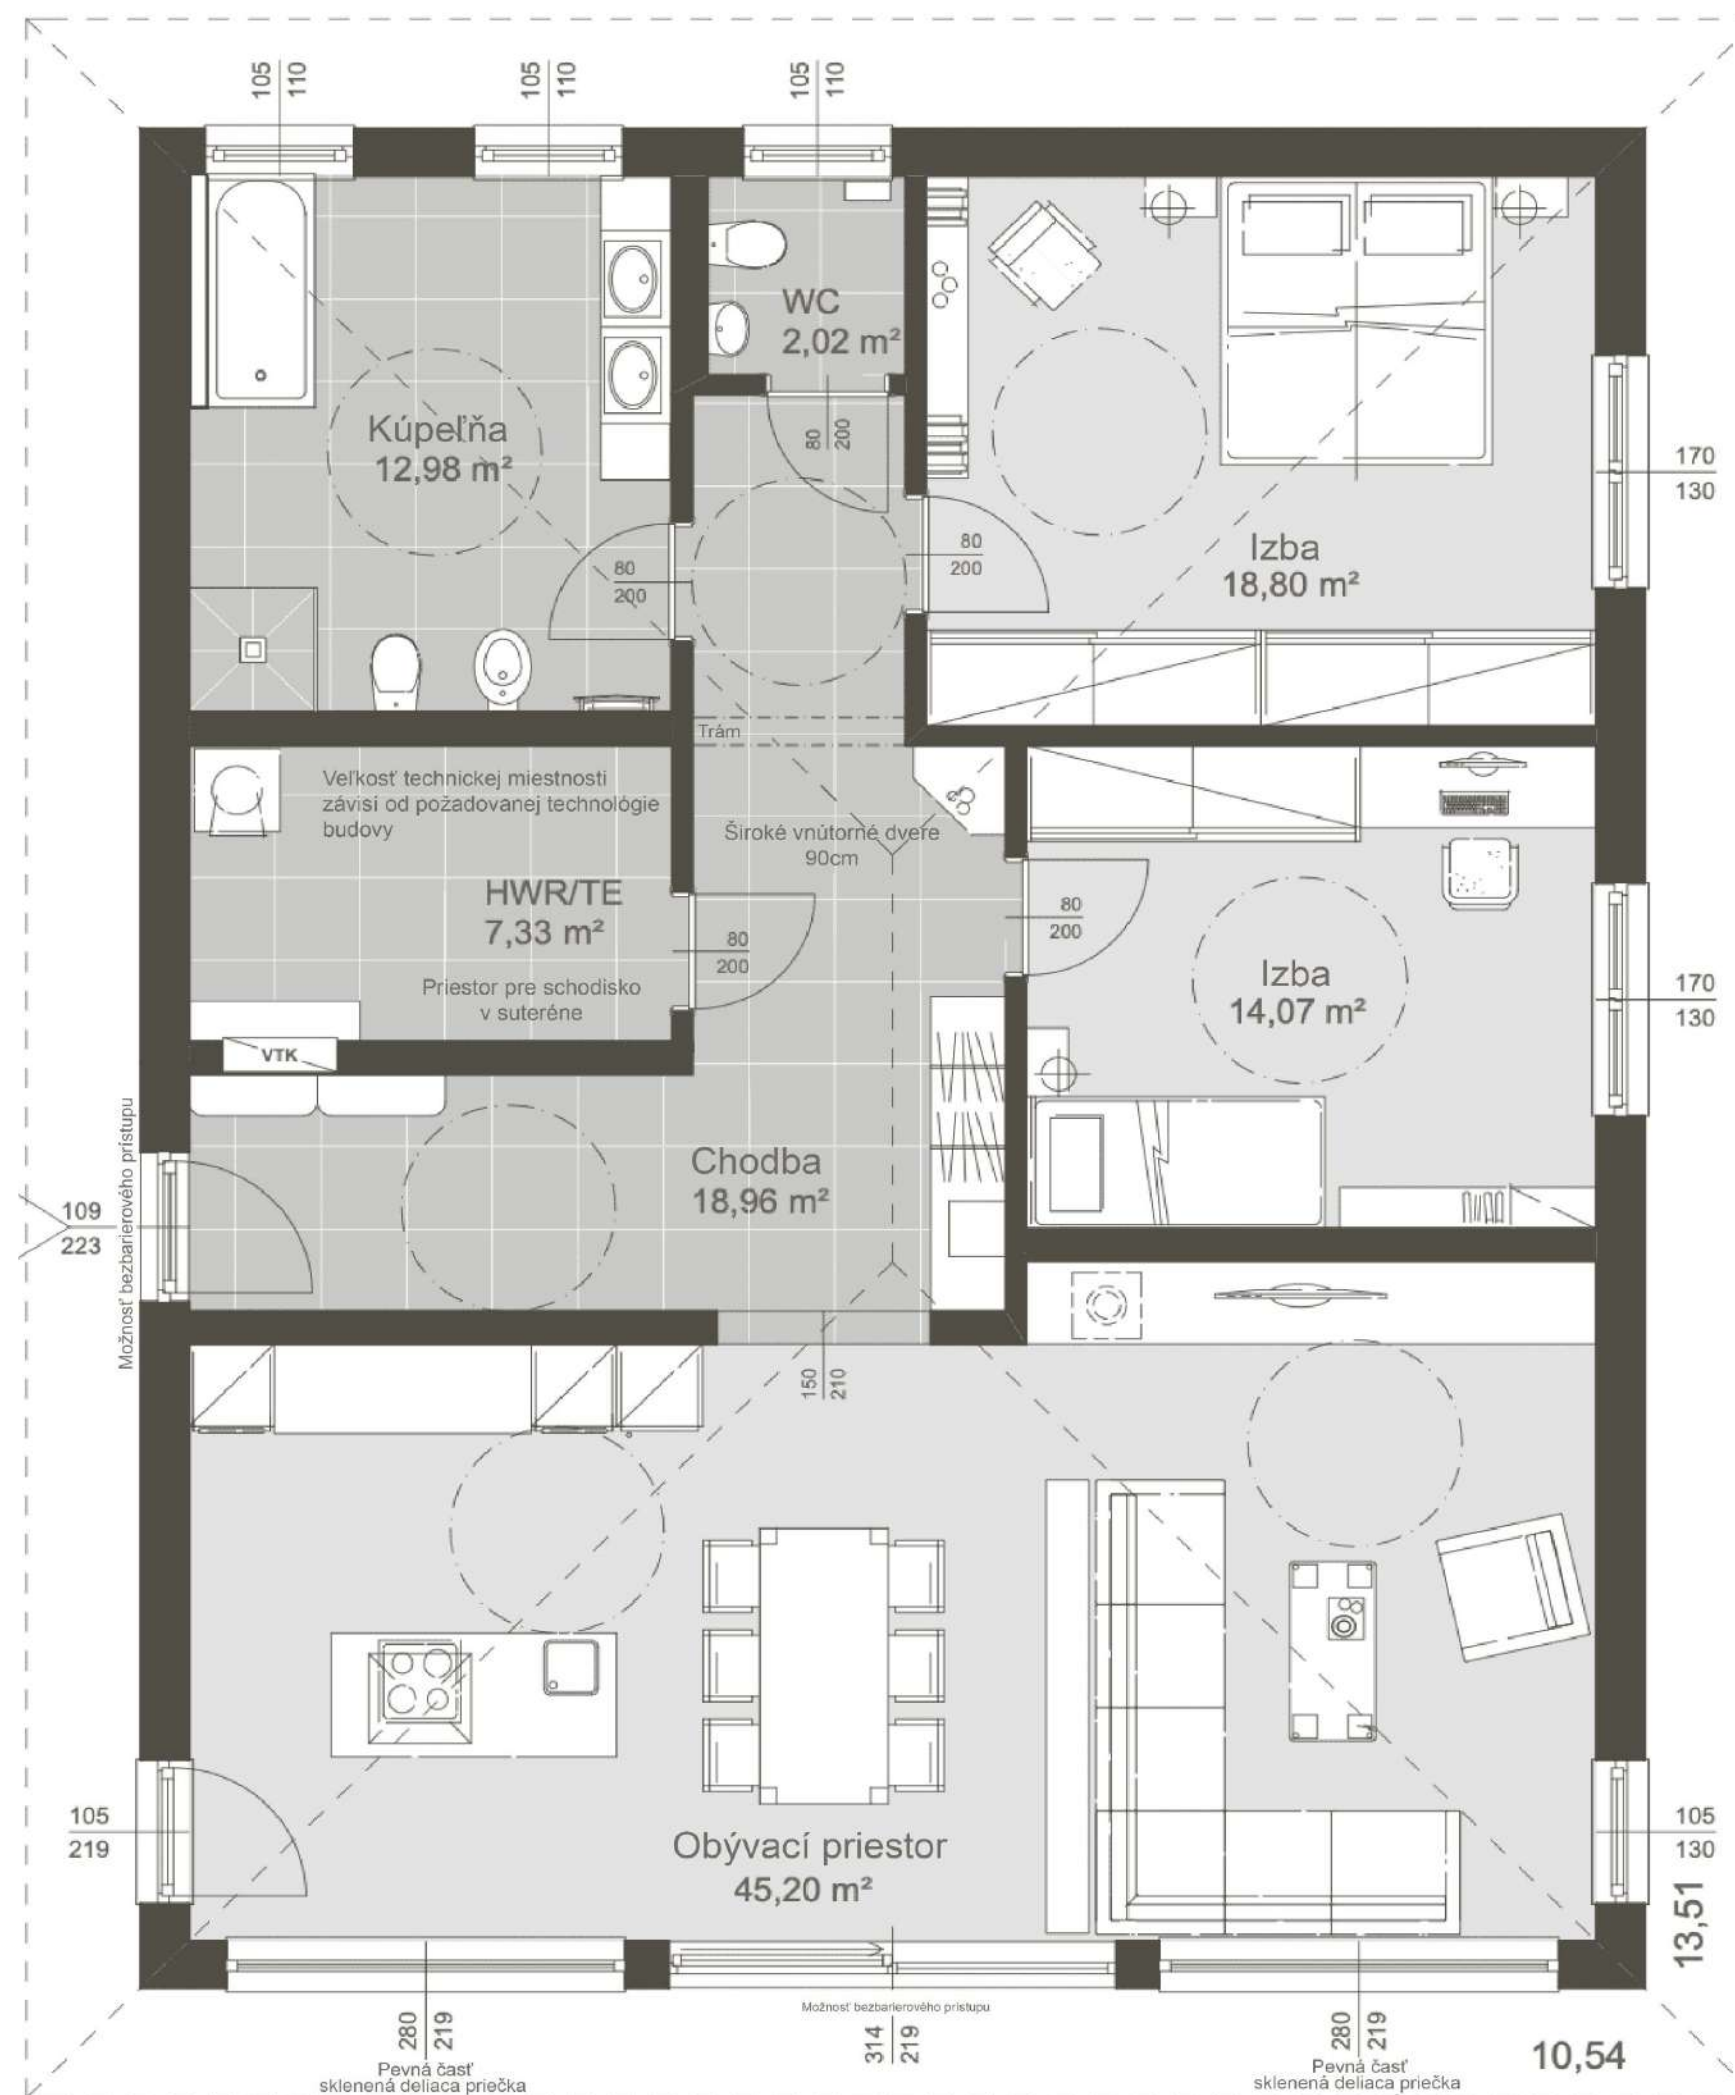 105
110
105
110
105
110
WC
2,02 m²
Kúpeľňa
12,98 m²
80
200
170
130
80
200
Izba
18,80 m²
80
200
Trám
Veľkosť technickej miestnosti
závisi od požadovanej technológie
budovy
Široké vnútorné dvere
90cm
HWR/TE
7,33 m²
80
200
80
200
Izba
14,07 m²
170
130
Priestor pre schodisko
v suteréne
VTK
Možnosť bezbarierového prístupu
Chodba
18,96 m²
109
223
150
210
105
219
105
130
Obývací priestor
45,20 m²
13,51
Možnosť bezbarierového prístupu
280
219
314
219
280
219
10,54
Pevná časť
sklenená deliaca priečka
Pevná časť
sklenená deliaca priečka